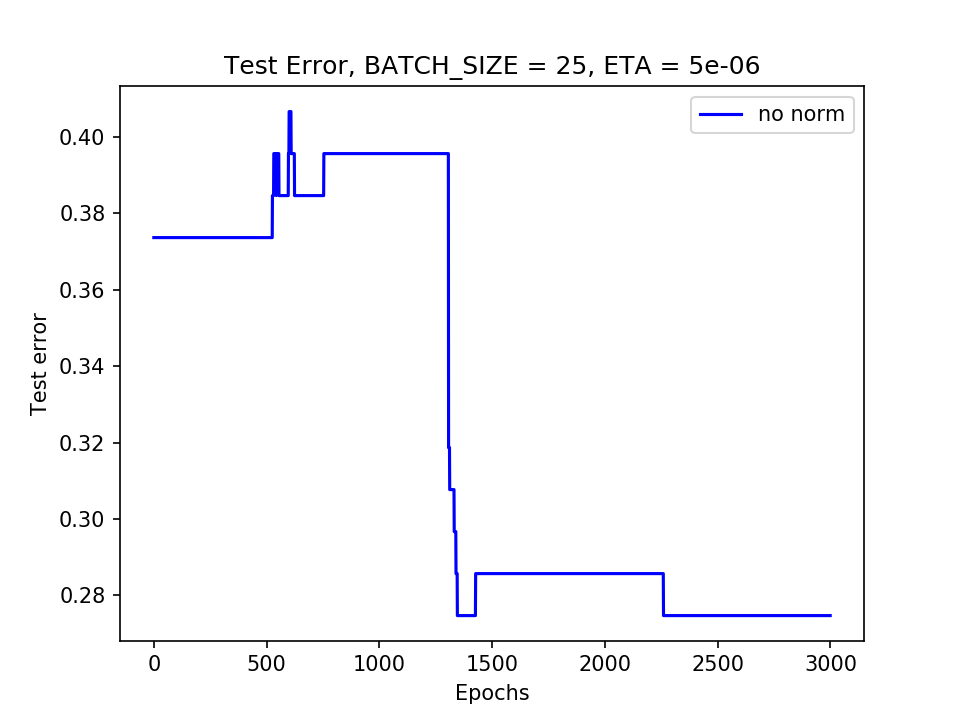 Test Error, BATCH_SIZE = 25, ETA = 5e-06
no norm
0.40
0.38
0.36
0.34
0.32
0.30
0.28
Test error
0 500 1000 1500 2000 2500 3000
Epochs